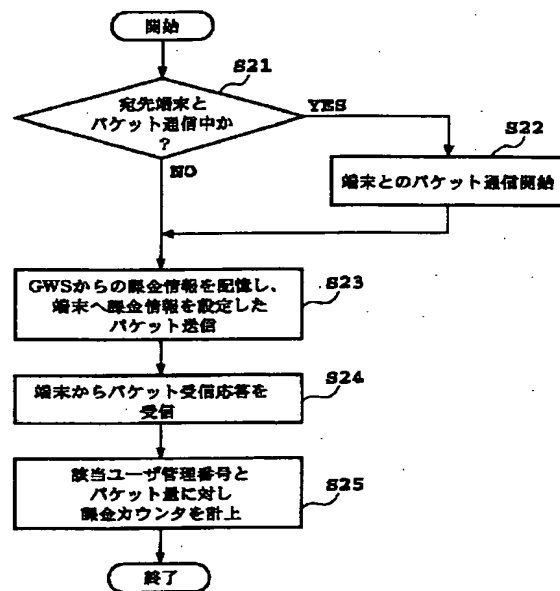 開始
S21
宛先端末と
パケット通信中か
?
YES
NO
S22
端末とのパケット通信開始
GWSからの課金情報を記憶し、
端末へ課金情報を設定した
パケット送信
S23
端末からパケット受信応答を
受信
S24
該当ユーザ管理番号と
パケット量に対し
課金カウンタを計上
S25
終了